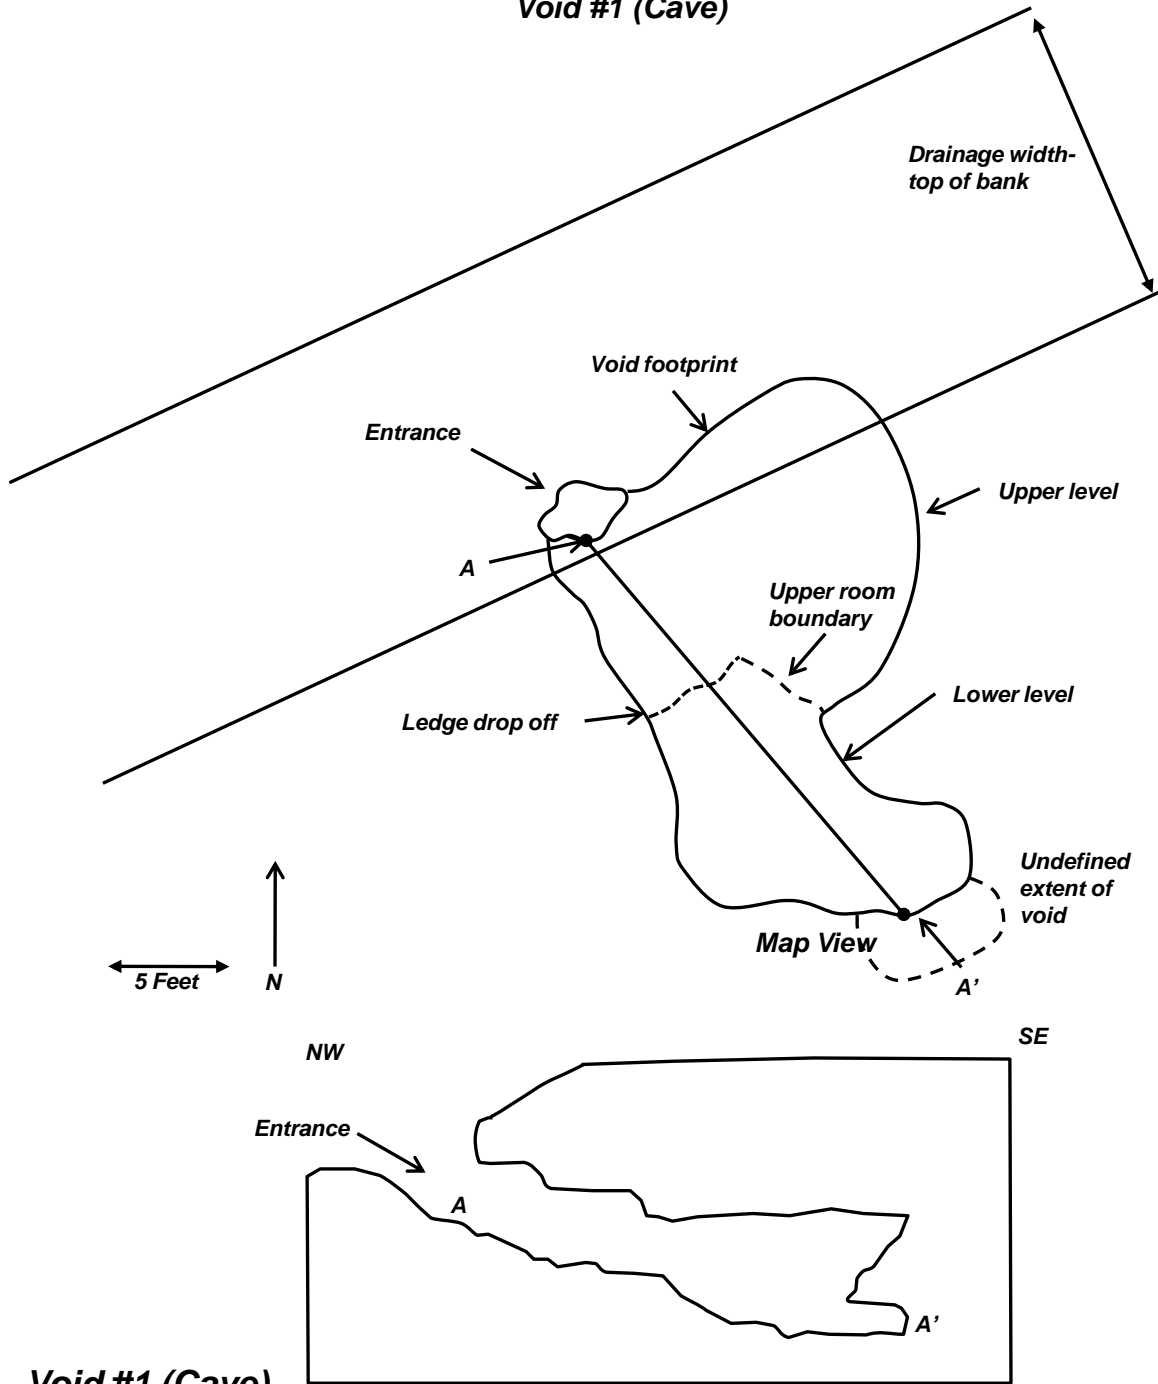 Void #1 (Cave)
Drainage width-
top of bank
Void footprint
Entrance
Upper level
A
Upper room
boundary
Lower level
Ledge drop off
Undefined
extent of
void
Map View
5 Feet
N
A’
SE
NW
Entrance
A
A’
Void #1 (Cave)